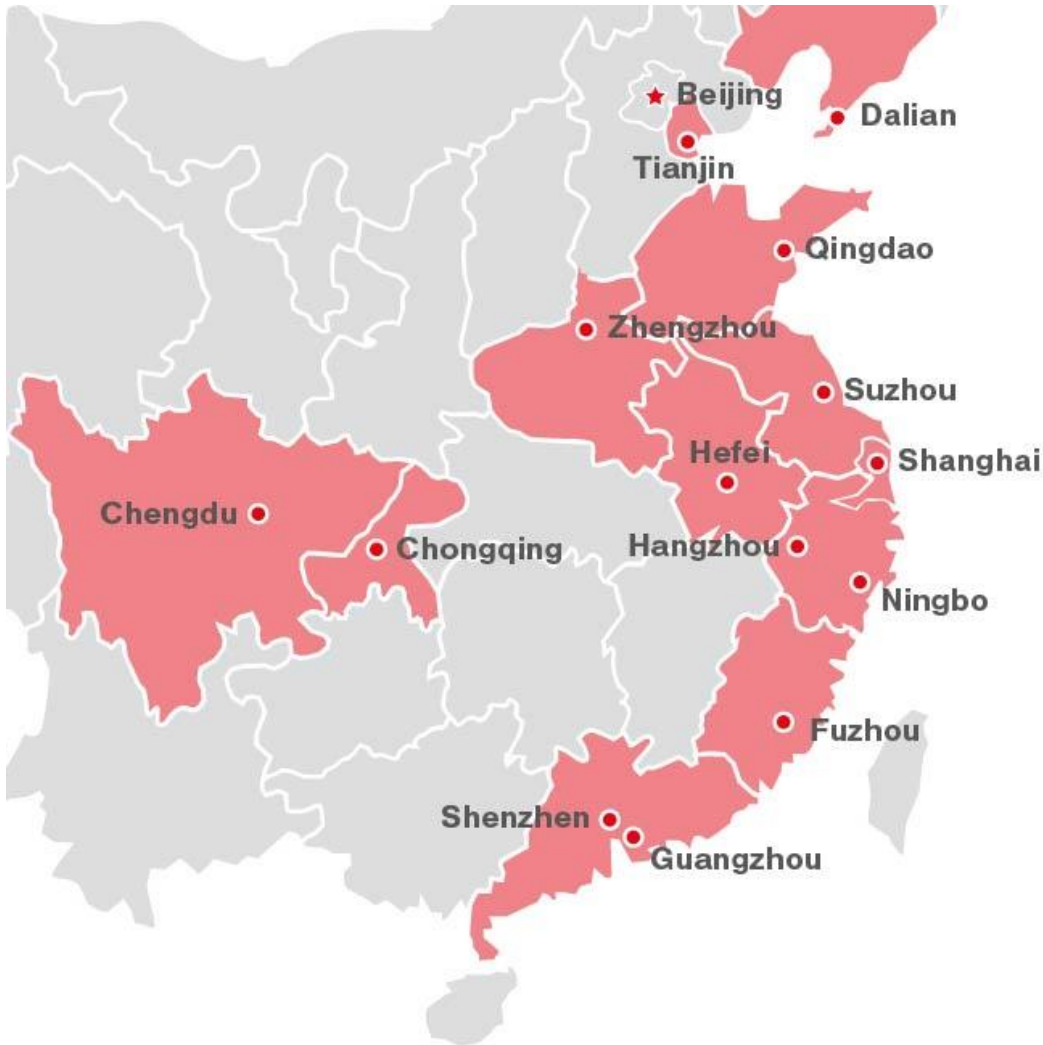 Beijing
Dalian
Tianjin
Qingdao
Zhengzhou
Suzhou
Hefei
Shanghai
Chengdu
Chongqing
Hangzhou
Ningbo
Fuzhou
Shenzhen
Guangzhou